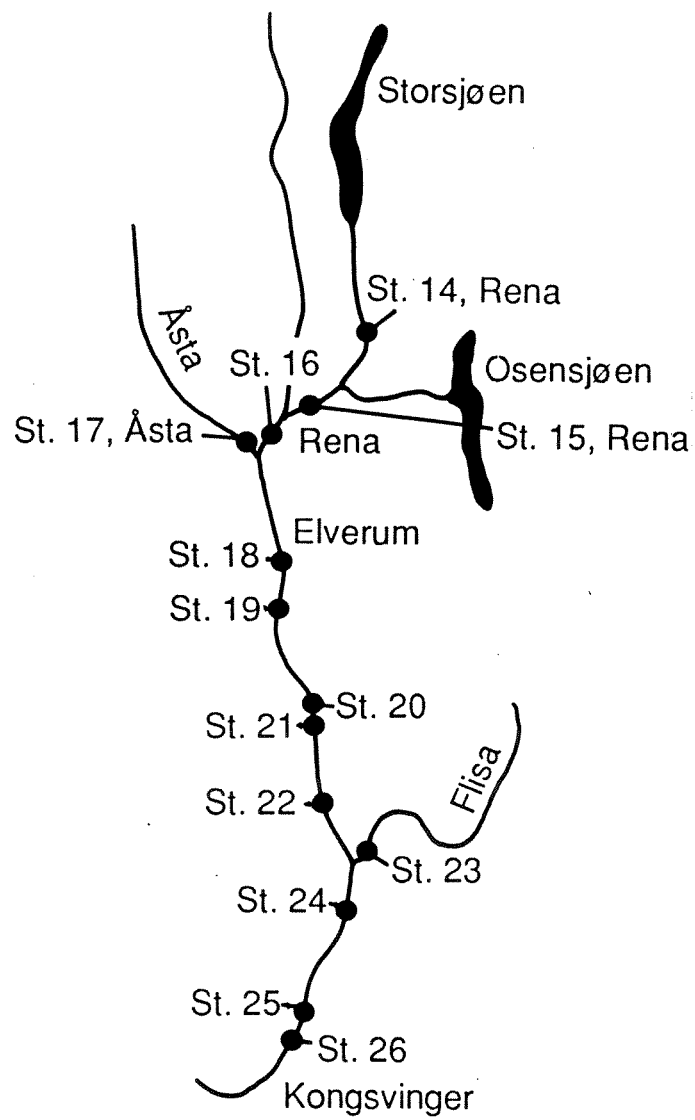 Storsjøen
St. 14, Rena
Åsta
St. 16
Osensjøen
St. 17, Åsta
Rena
St. 15, Rena
Elverum
St. 18
St. 19
St. 20
St. 21
Flisa
St. 22
St. 23
St. 24
St. 25
St. 26
Kongsvinger